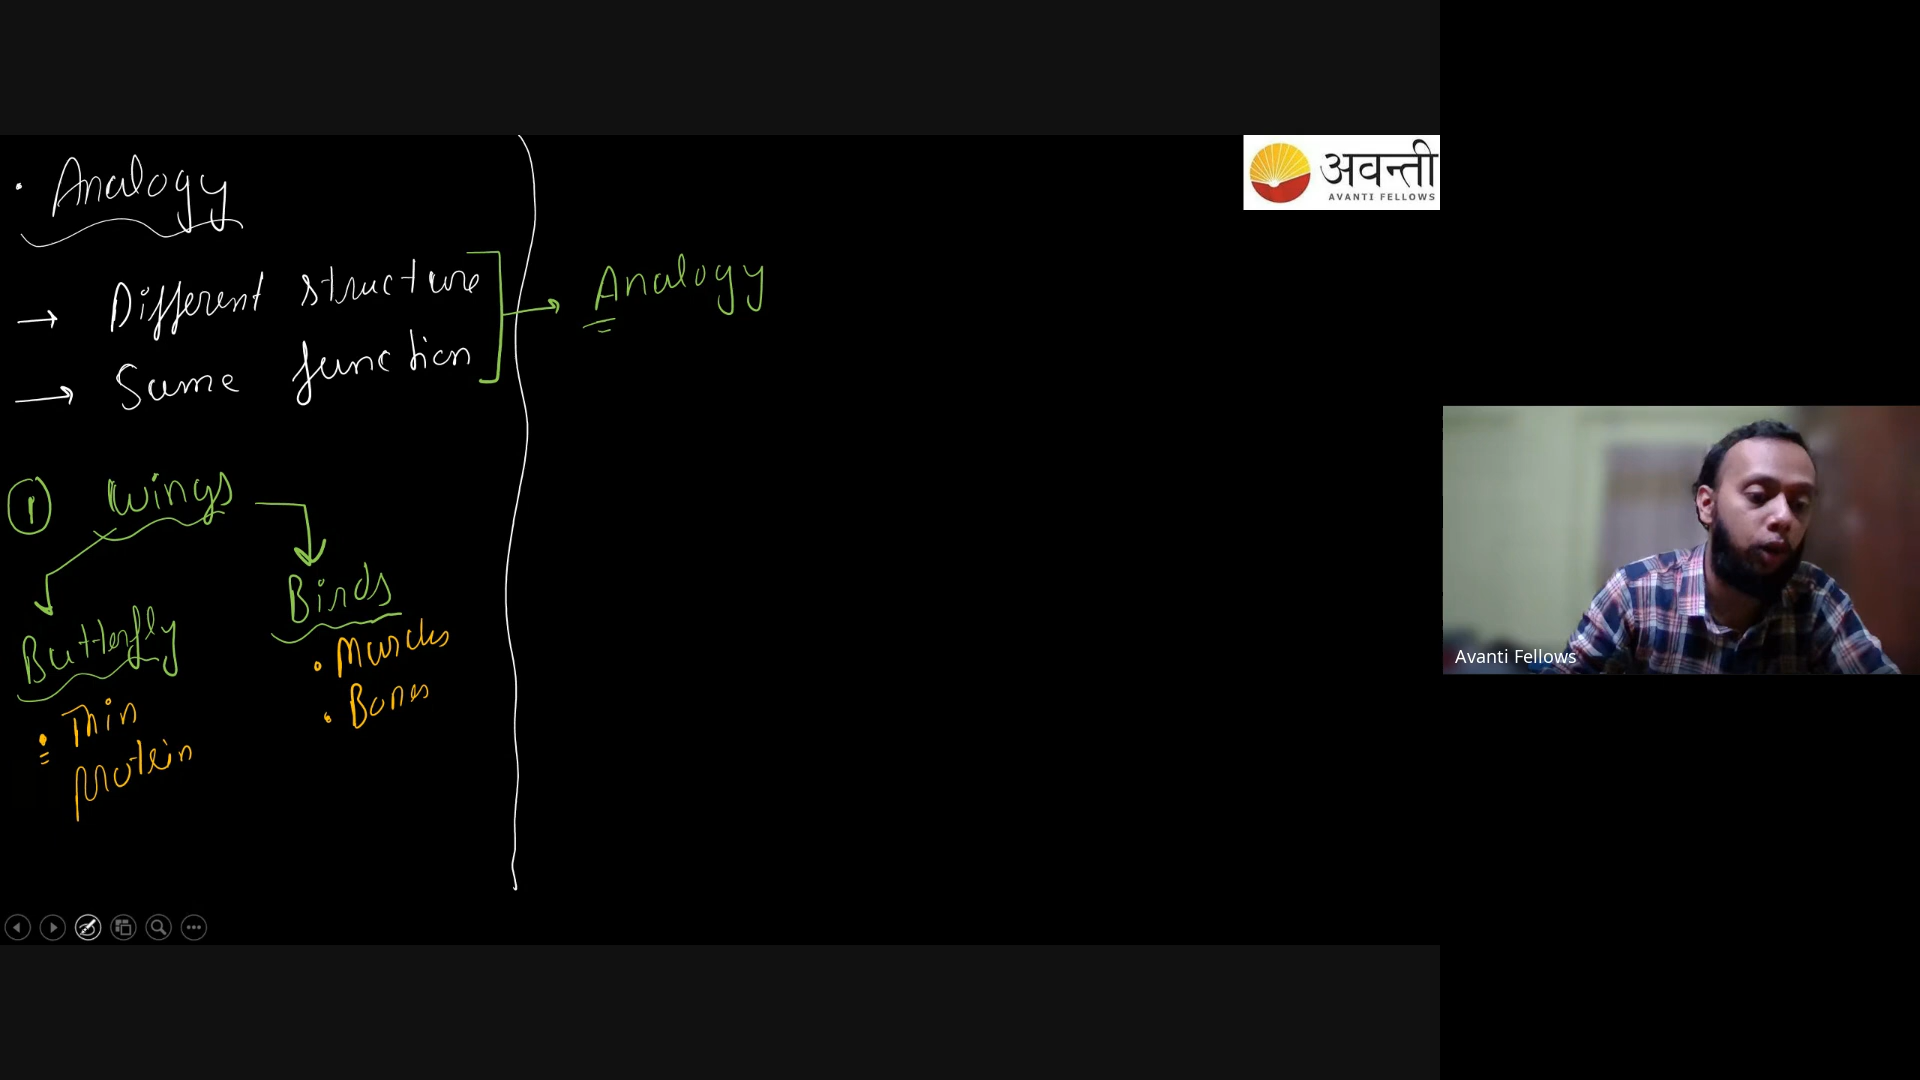 • Analogy
→ Different structure
→ Same function
→ Analogy
① Wings
Butterfly
• Thin
protein
Birds
• Muscles
• Bones
अवन्ती
AVANTI FELLOWS
Avanti Fellows